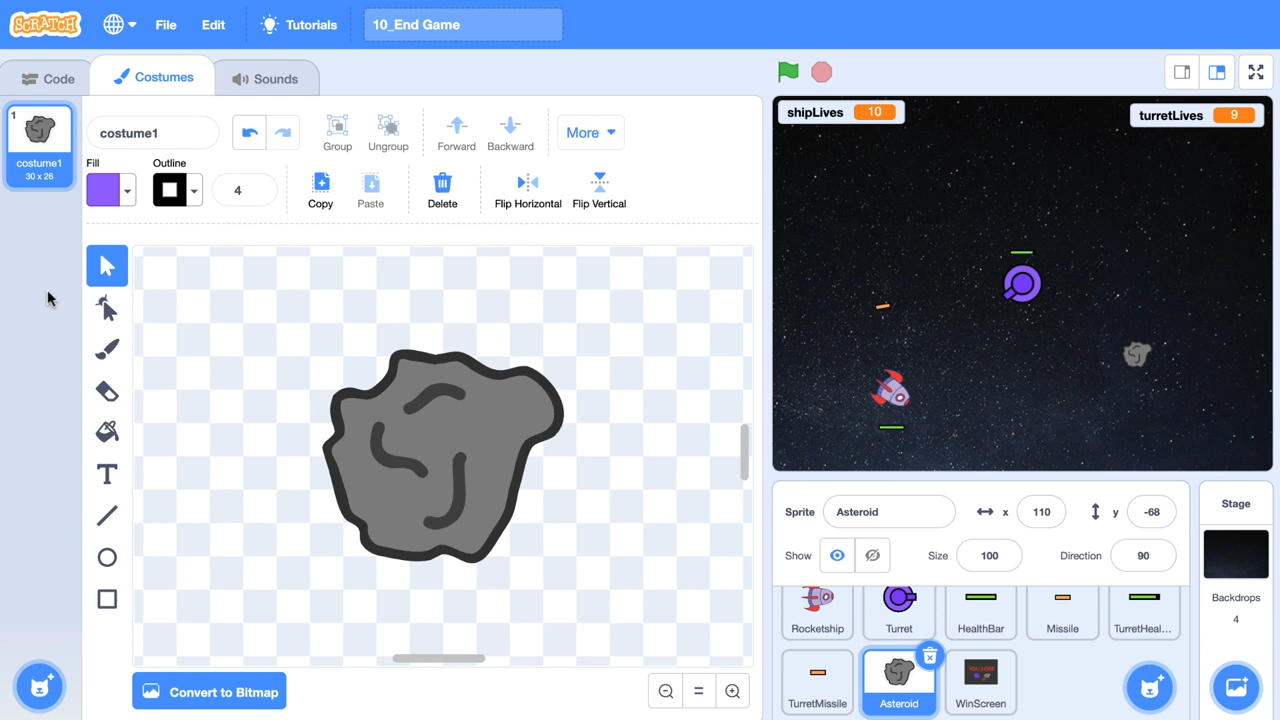 SCRATCH File Edit Tutorials 10_End Game
Code Costumes Sounds
shipLives 10 turretLives 9
1
costume1
30 x 26
costume1
Group Ungroup Forward Backward More
Fill Outline
4
Copy Paste Delete Flip Horizontal Flip Vertical
T
Convert to Bitmap
Sprite Asteroid x 110 y -68
Show Size 100 Direction 90
Rocketship Turret HealthBar Missile TurretHeal...
TurretMissile Asteroid WinScreen
YOU LOSE
Stage
Backdrops
4